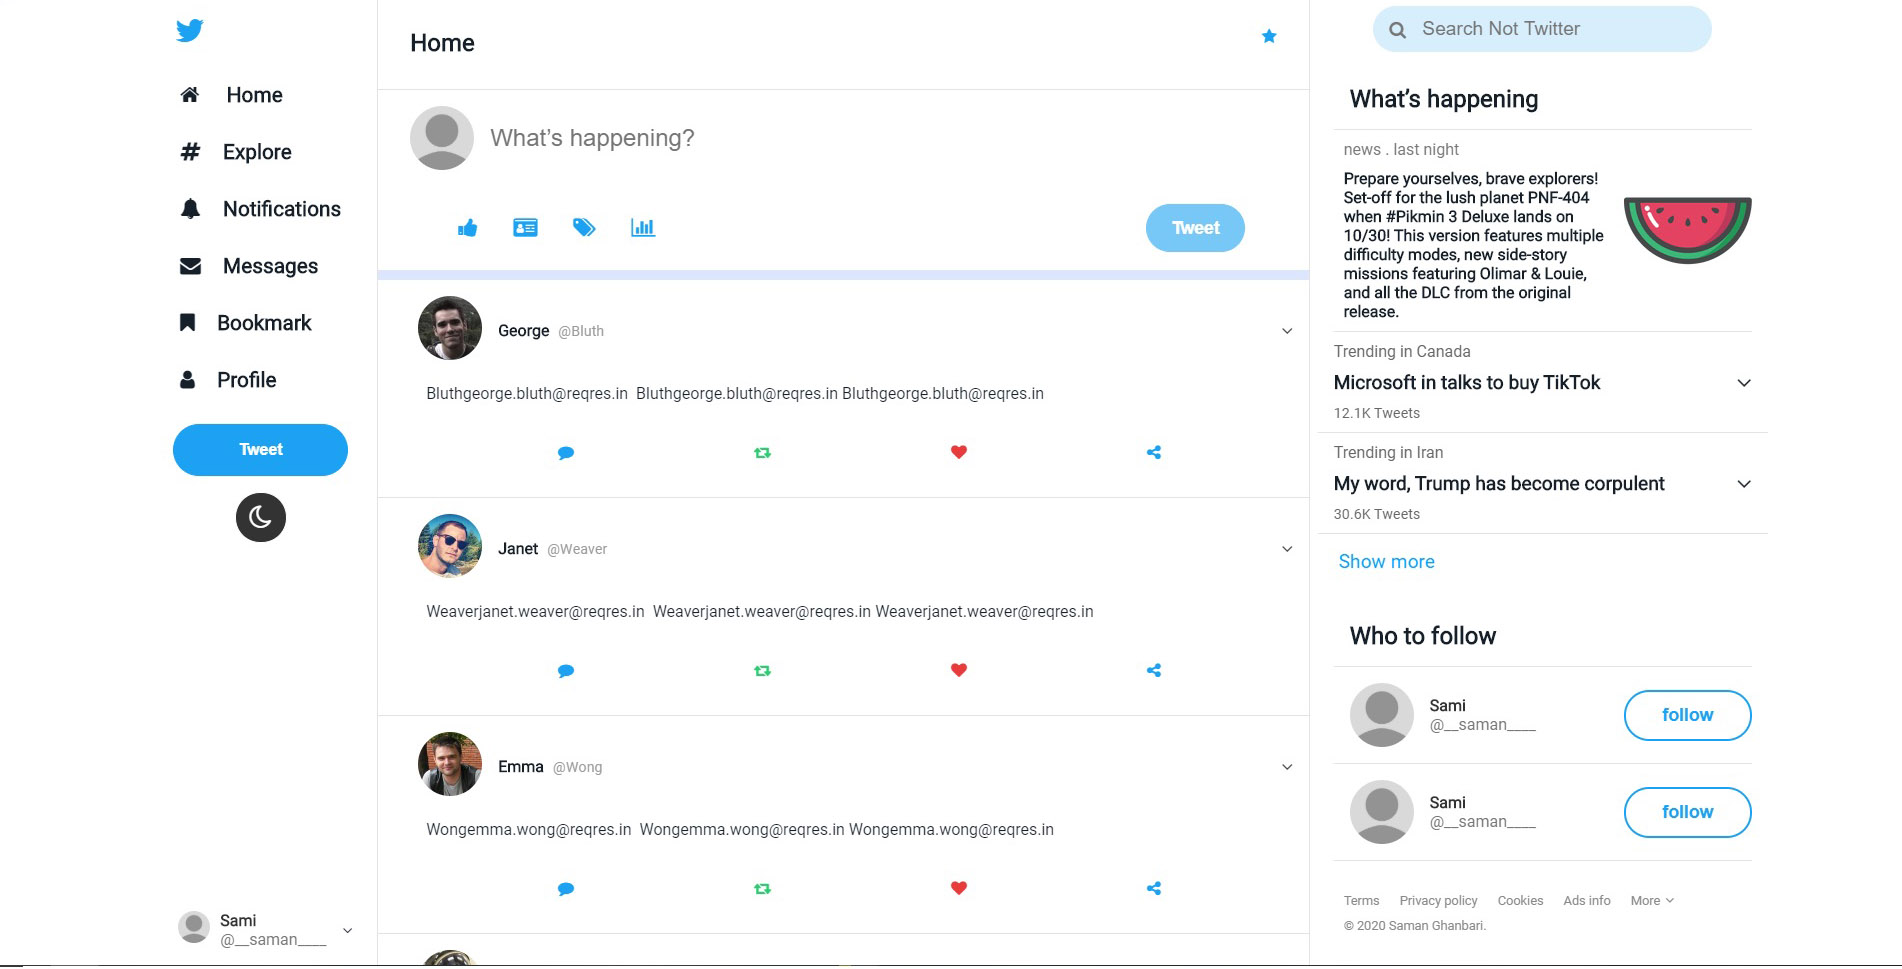 Home
Explore
Notifications
Messages
Bookmark
Profile
Tweet
Sami
@__saman____
Home
What's happening?
Tweet
George @Bluth
Bluthgeorge.bluth@reqres.in  Bluthgeorge.bluth@reqres.in Bluthgeorge.bluth@reqres.in
Janet @Weaver
Weaverjanet.weaver@reqres.in  Weaverjanet.weaver@reqres.in Weaverjanet.weaver@reqres.in
Emma @Wong
Wongemma.wong@reqres.in  Wongemma.wong@reqres.in Wongemma.wong@reqres.in
Search Not Twitter
What's happening
news . last night
Prepare yourselves, brave explorers!
Set-off for the lush planet PNF-404
when #Pikmin 3 Deluxe lands on
10/30! This version features multiple
difficulty modes, new side-story
missions featuring Olimar & Louie,
and all the DLC from the original
release.
Trending in Canada
Microsoft in talks to buy TikTok
12.1K Tweets
Trending in Iran
My word, Trump has become corpulent
30.6K Tweets
Show more
Who to follow
Sami
@__saman____
follow
Sami
@__saman____
follow
Terms Privacy policy Cookies Ads info More
© 2020 Saman Ghanbari.